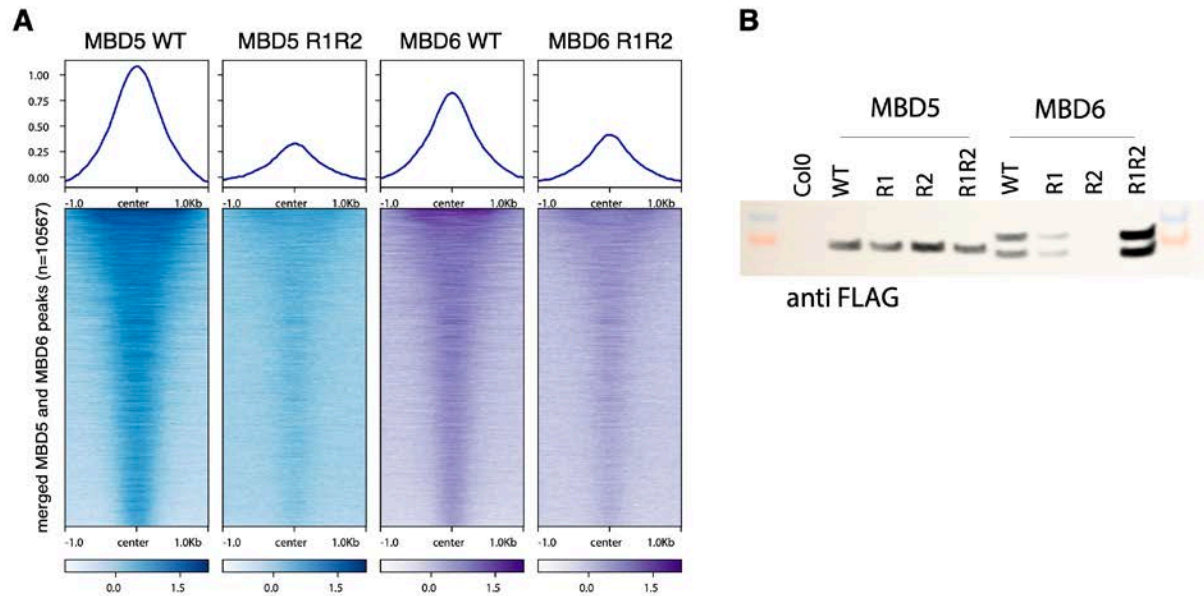 A
MBD5 WT MBD5 R1R2 MBD6 WT MBD6 R1R2
1.00
0.75
0.50
0.25
0.00
-1.0 center 1.0Kb -1.0 center 1.0Kb -1.0 center 1.0Kb -1.0 center 1.0Kb
merged MBD5 and MBD6 peaks (n=10567)
-1.0 center 1.0Kb -1.0 center 1.0Kb -1.0 center 1.0Kb -1.0 center 1.0Kb
0.0 1.5 0.0 1.5 0.0 1.5 0.0 1.5
B
MBD5 MBD6
Col0 WT R1 R2 R1R2 WT R1 R2 R1R2
anti FLAG